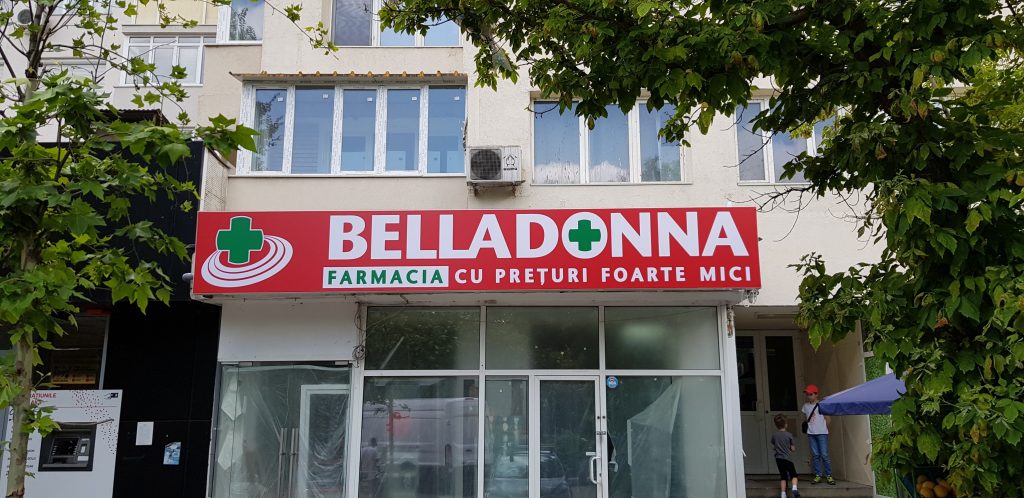 BELLADONNA
FARMACIA CU PREȚURI FOARTE MICI